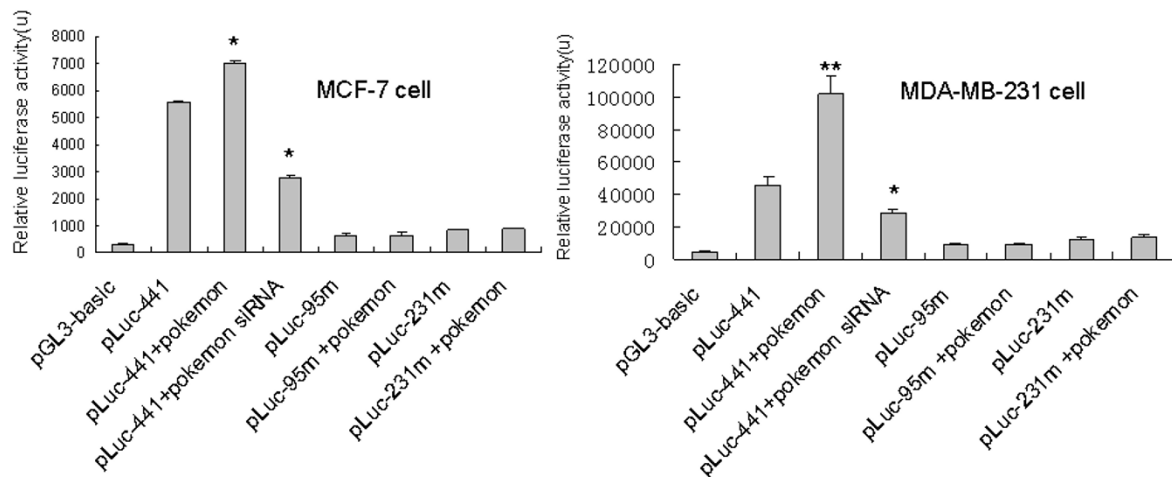 Relative luciferase activity(u)
8000
7000
6000
5000
4000
3000
2000
1000
0
*
*
MCF-7 cell
pGL3-basic
pLuc-441
pLuc-441+pokemon
pLuc-441+pokemon siRNA
pLuc-95m
pLuc-95m +pokemon
pLuc-231m
pLuc-231m +pokemon
Relative luciferase activity(u)
120000
100000
80000
60000
40000
20000
0
**
*
MDA-MB-231 cell
pGL3-basic
pLuc-441
pLuc-441+pokemon
pLuc-441+pokemon siRNA
pLuc-95m
pLuc-95m +pokemon
pLuc-231m
pLuc-231m +pokemon